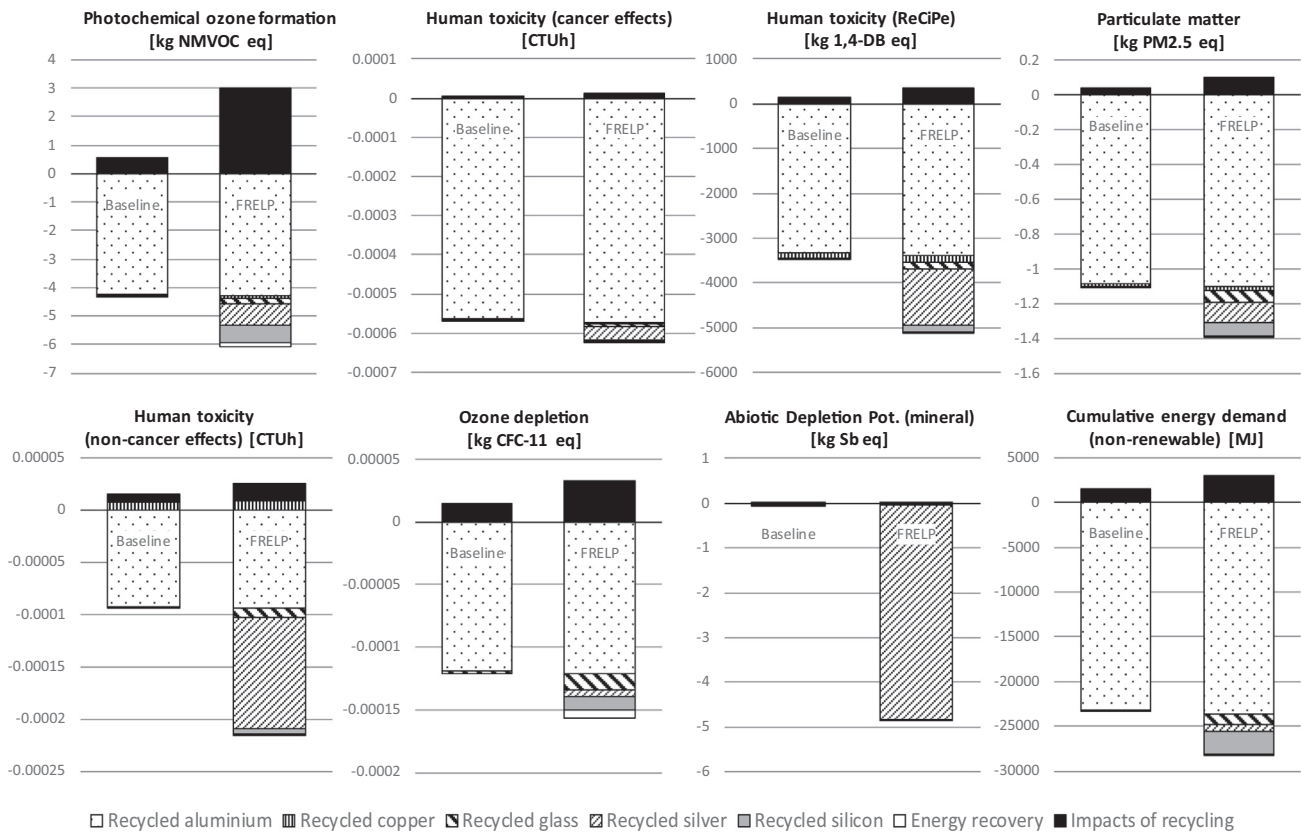 Photochemical ozone formation
[kg NMVOC eq]
4
3
2
1
0
-1
-2
-3
-4
-5
-6
-7
Baseline
FRELP
Human toxicity (cancer effects)
[CTUh]
0.0001
0
-0.0001
-0.0002
-0.0003
-0.0004
-0.0005
-0.0006
-0.0007
Baseline
FRELP
Human toxicity (ReCiPe)
[kg 1,4-DB eq]
1000
0
-1000
-2000
-3000
-4000
-5000
-6000
Baseline
FRELP
Particulate matter
[kg PM2.5 eq]
0.2
0
-0.2
-0.4
-0.6
-0.8
-1
-1.2
-1.4
-1.6
Baseline
FRELP
Human toxicity
(non-cancer effects) [CTUh]
0.00005
0
-0.00005
-0.0001
-0.00015
-0.0002
-0.00025
Baseline
FRELP
Ozone depletion
[kg CFC-11 eq]
0.00005
0
-0.00005
-0.0001
-0.00015
-0.0002
Baseline
FRELP
Abiotic Depletion Pot. (mineral)
[kg Sb eq]
1
0
-1
-2
-3
-4
-5
-6
Baseline
FRELP
Cumulative energy demand
(non-renewable) [MJ]
5000
0
-5000
-10000
-15000
-20000
-25000
-30000
Baseline
FRELP
Recycled aluminium Recycled copper Recycled glass Recycled silver Recycled silicon Energy recovery Impacts of recycling